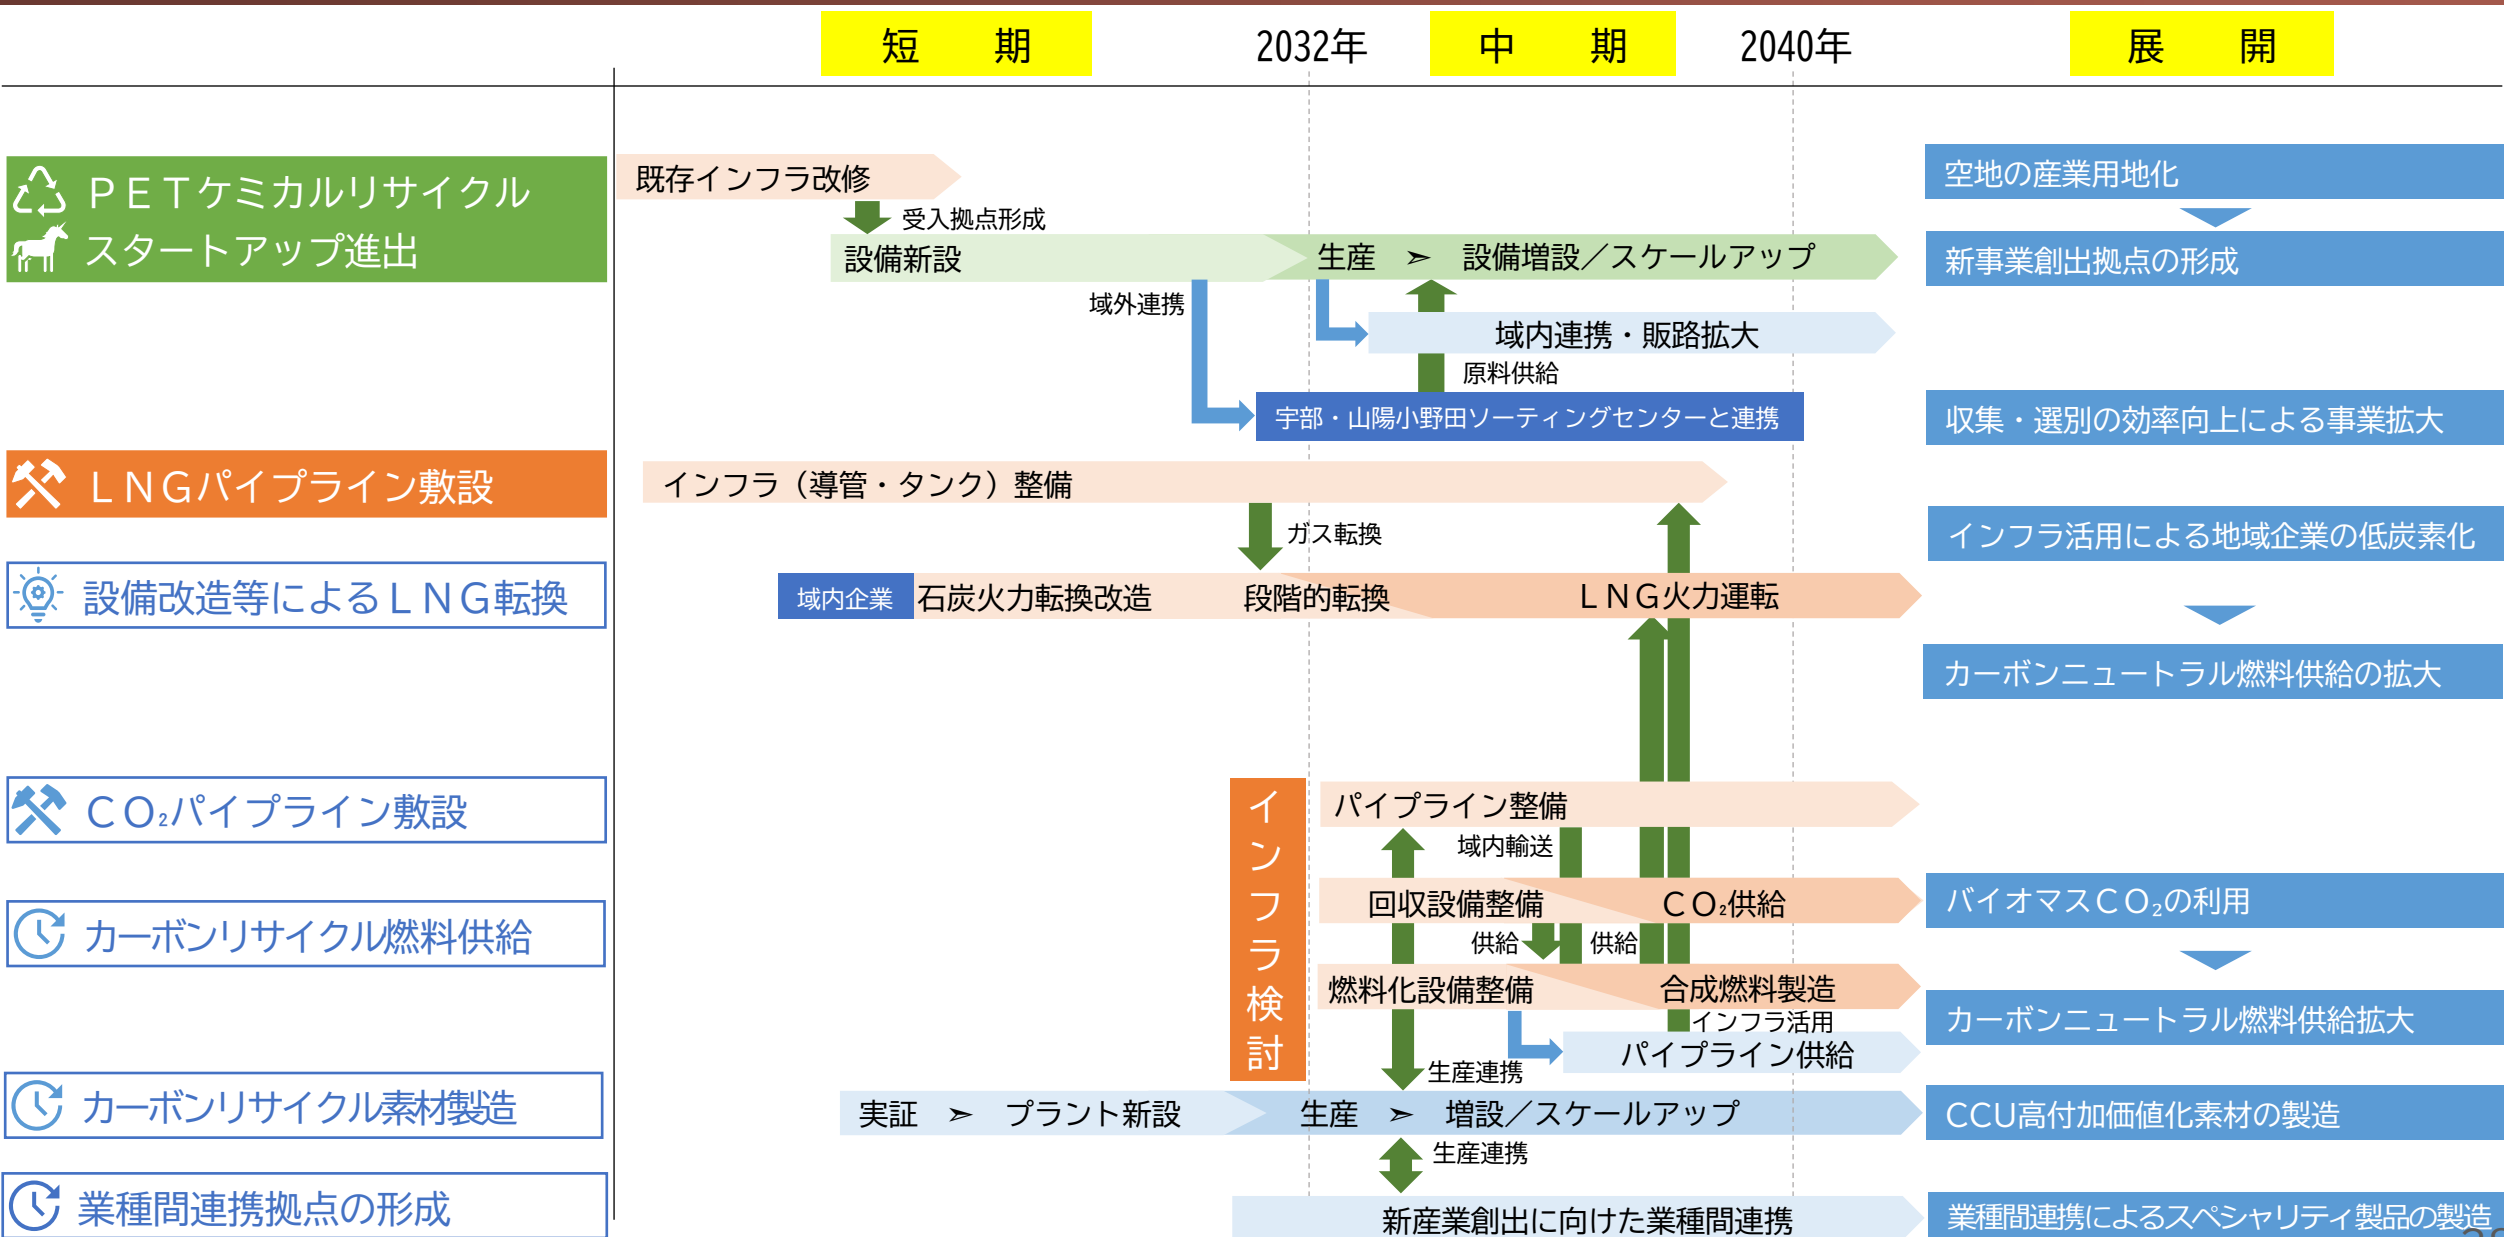 短　　期
2032年
中　　期
2040年
展　　開
ＰＥＴケミカルリサイクル
スタートアップ進出
既存インフラ改修
受入拠点形成
設備新設
生産　➣　設備増設／スケールアップ
域外連携
域内連携・販路拡大
原料供給
宇部・山陽小野田ソーティングセンターと連携
空地の産業用地化
新事業創出拠点の形成
収集・選別の効率向上による事業拡大
ＬＮＧパイプライン敷設
インフラ（導管・タンク）整備
ガス転換
インフラ活用による地域企業の低炭素化
設備改造等によるＬＮＧ転換
域内企業
石炭火力転換改造
段階的転換
ＬＮＧ火力運転
カーボンニュートラル燃料供給の拡大
ＣＯ₂パイプライン敷設
インフラ検討
パイプライン整備
域内輸送
カーボンリサイクル燃料供給
回収設備整備
ＣＯ₂供給
供給
供給
燃料化設備整備
合成燃料製造
インフラ活用
パイプライン供給
バイオマスＣＯ₂の利用
カーボンニュートラル燃料供給拡大
カーボンリサイクル素材製造
生産連携
実証　➣　プラント新設
生産　➣　増設／スケールアップ
CCU高付加価値化素材の製造
生産連携
業種間連携拠点の形成
新産業創出に向けた業種間連携
業種間連携によるスペシャリティ製品の製造